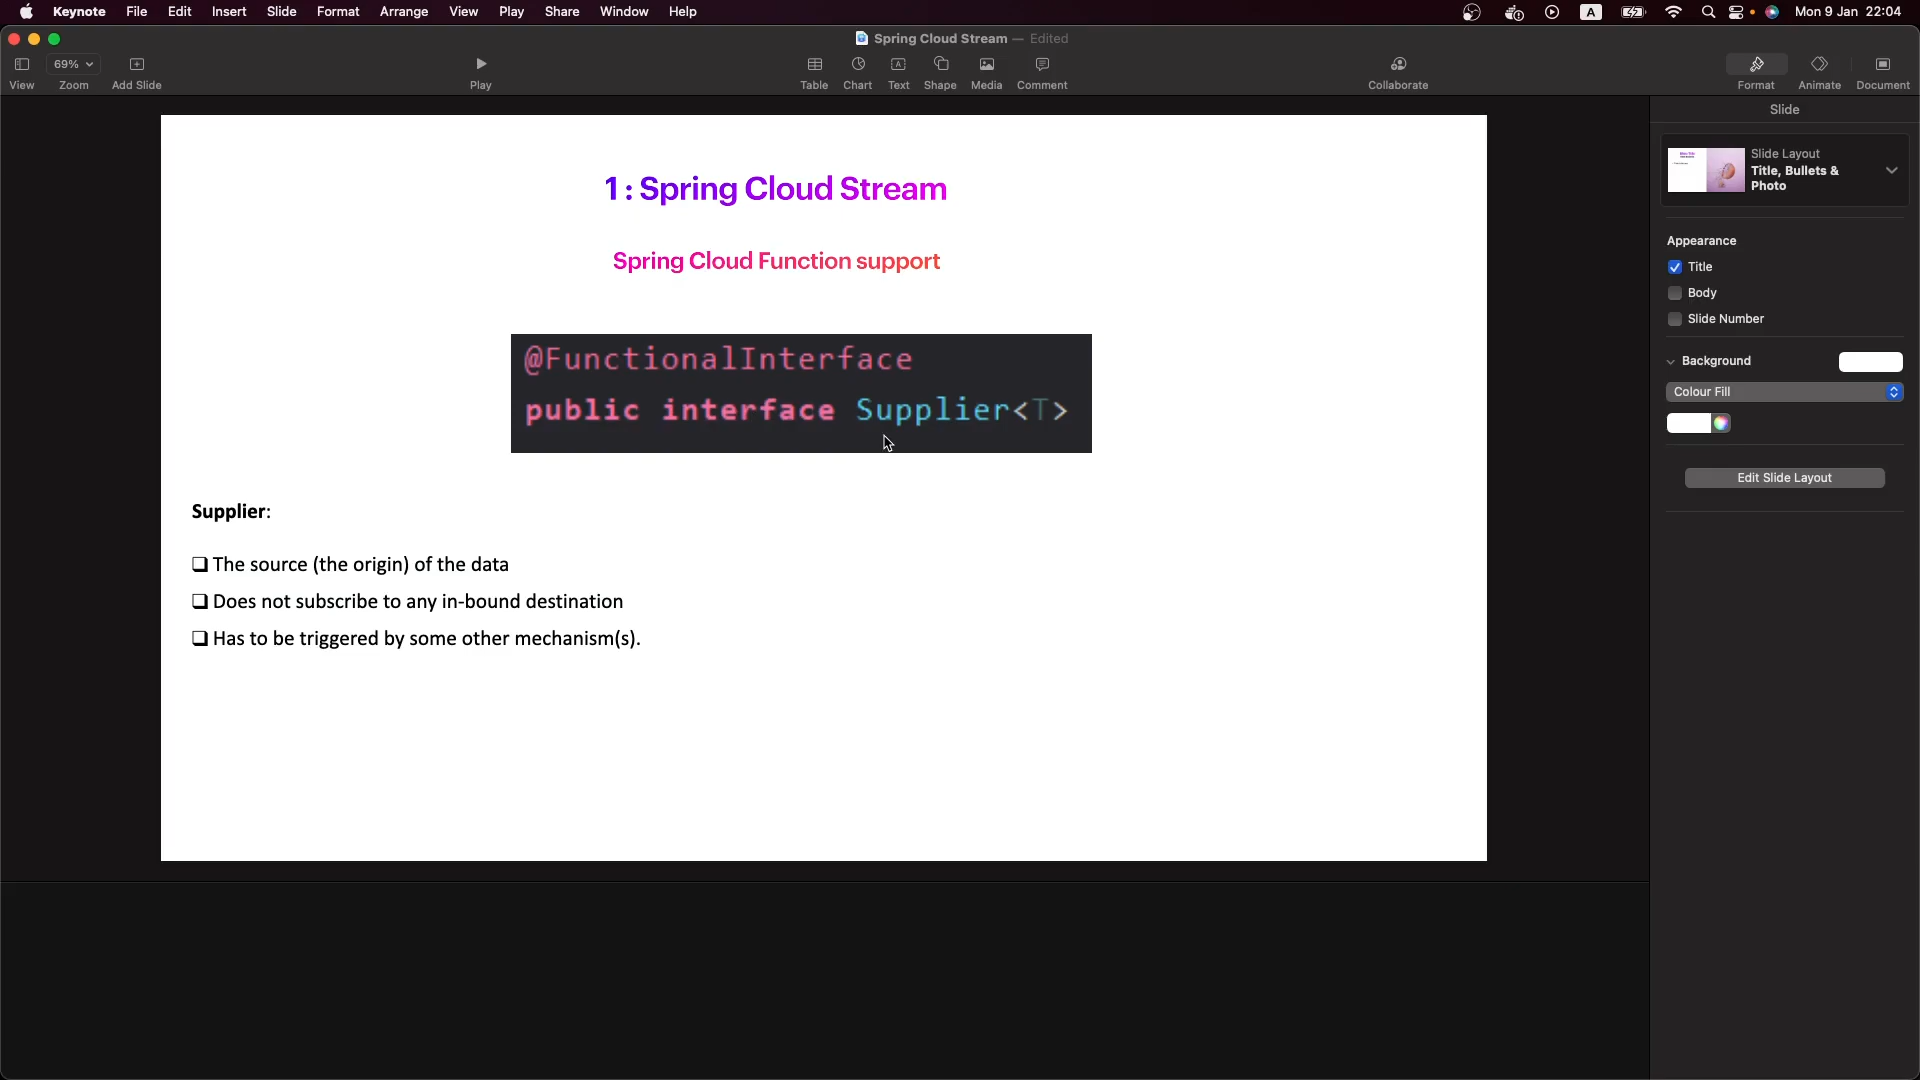 Keynote File Edit Insert Slide Format Arrange View Play Share Window Help A Mon 9 Jan 22:04
Spring Cloud Stream — Edited
69%
View Zoom Add Slide Play Table Chart Text Shape Media Comment Collaborate Format Animate Document
Slide
Slide Layout
Title, Bullets & Photo
Appearance
Title
Body
Slide Number
Background
Colour Fill
Edit Slide Layout
1 : Spring Cloud Stream
Spring Cloud Function support
@FunctionalInterface
public interface Supplier<T>
Supplier:
❑ The source (the origin) of the data
❑ Does not subscribe to any in-bound destination
❑ Has to be triggered by some other mechanism(s).